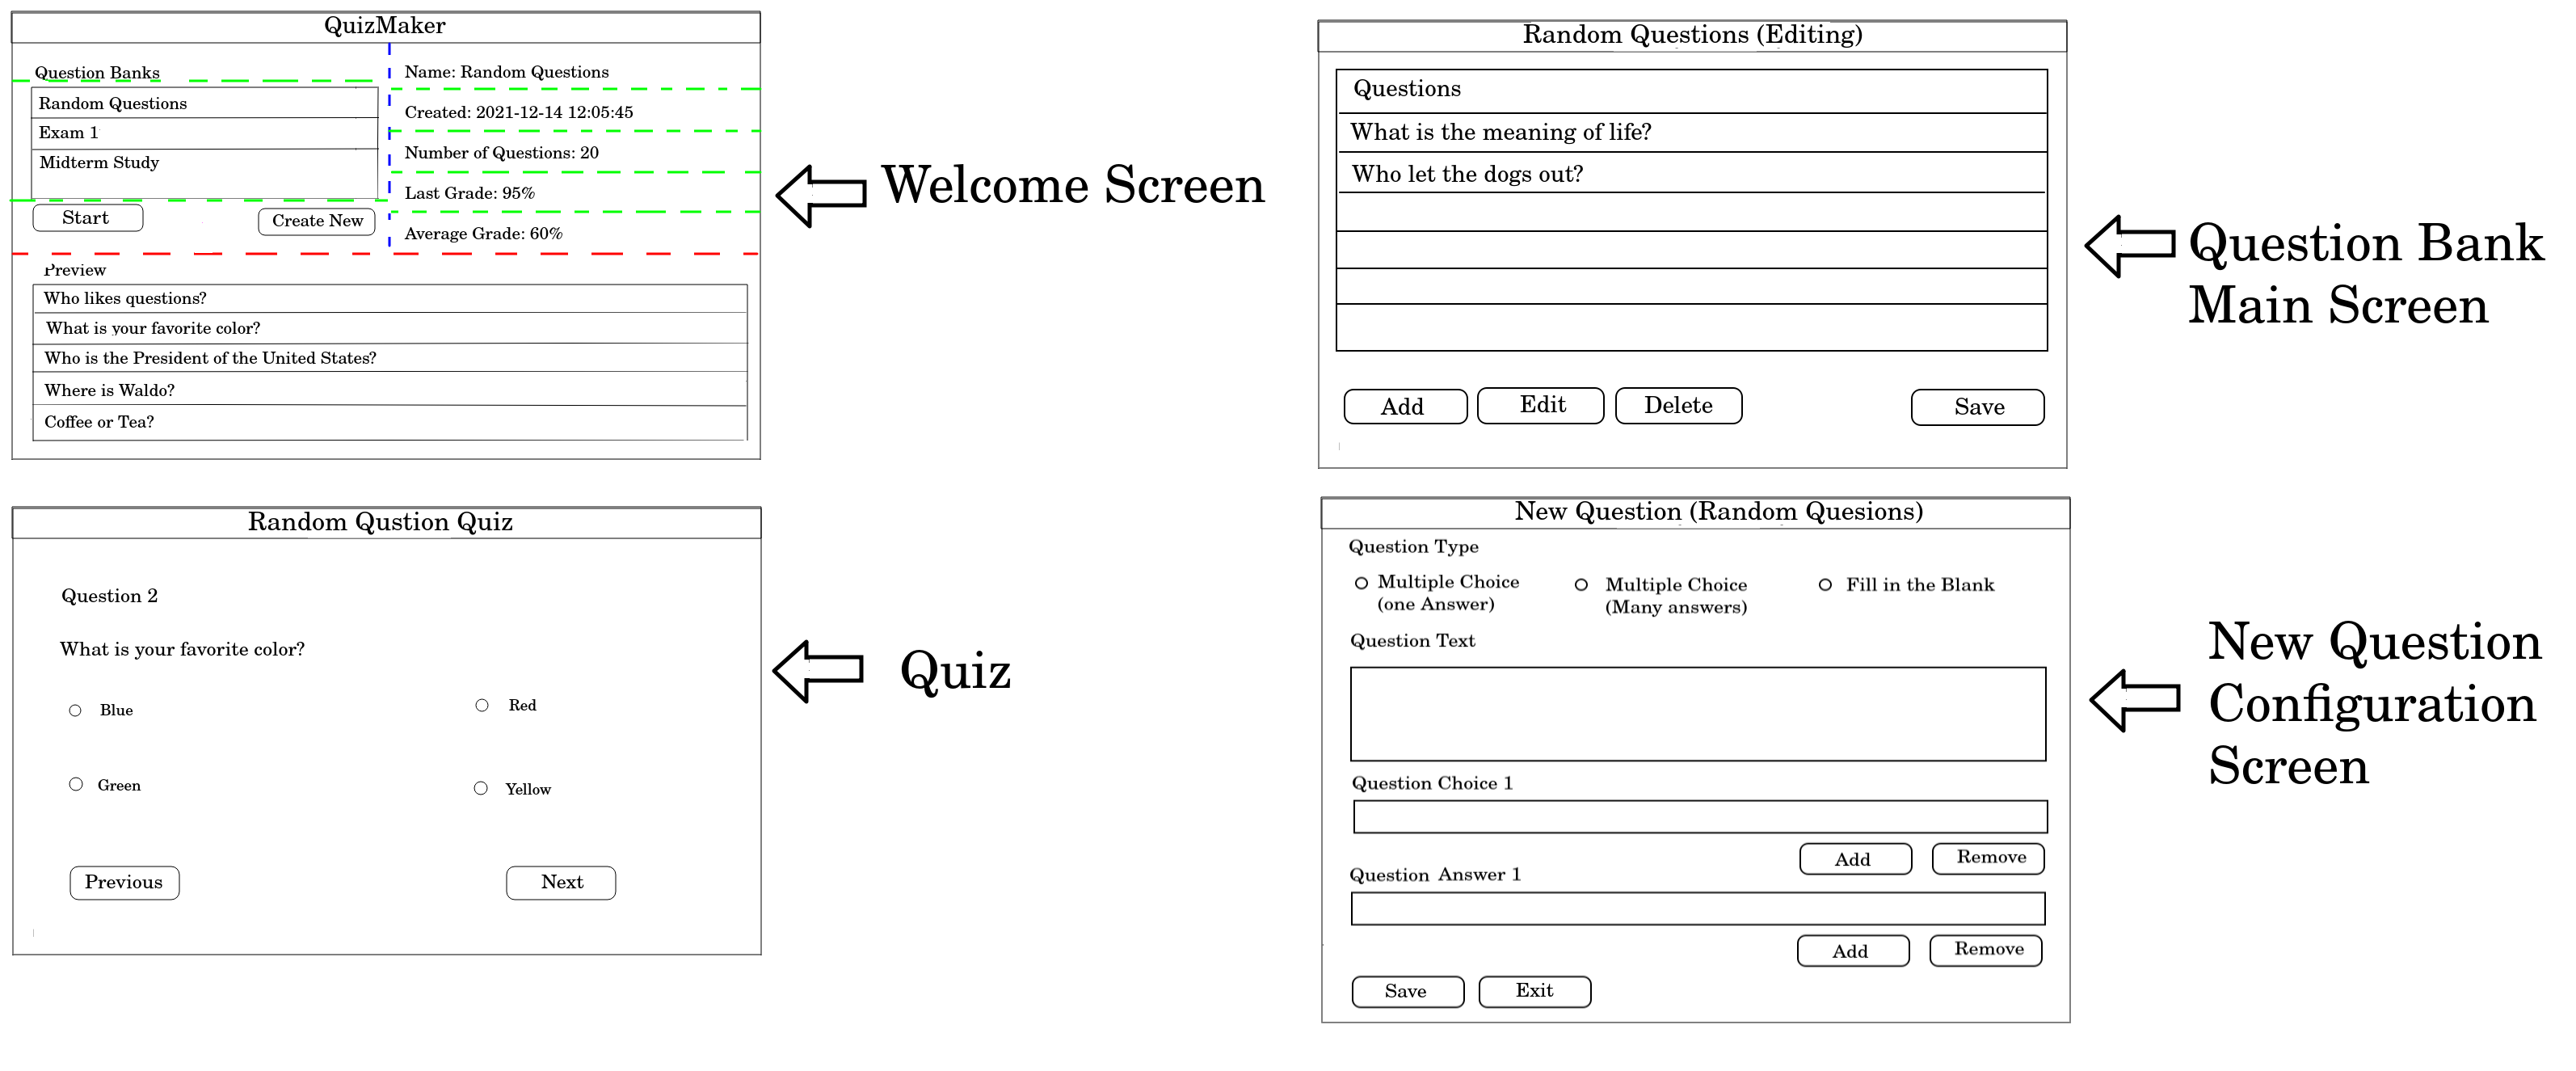 QuizMaker
Question Banks
Random Questions
Exam 1
Midterm Study
Start
Create New
Name: Random Questions
Created: 2021-12-14 12:05:45
Number of Questions: 20
Last Grade: 95%
Average Grade: 60%
Preview
Who likes questions?
What is your favorite color?
Who is the President of the United States?
Where is Waldo?
Coffee or Tea?
Welcome Screen
Random Questions (Editing)
Questions
What is the meaning of life?
Who let the dogs out?
Add
Edit
Delete
Save
Question Bank
Main Screen
Random Qustion Quiz
Question 2
What is your favorite color?
Blue
Red
Green
Yellow
Previous
Next
Quiz
New Question (Random Quesions)
Question Type
Multiple Choice
(one Answer)
Multiple Choice
(Many answers)
Fill in the Blank
Question Text
Question Choice 1
Add
Remove
Question Answer 1
Add
Remove
Save
Exit
New Question
Configuration
Screen